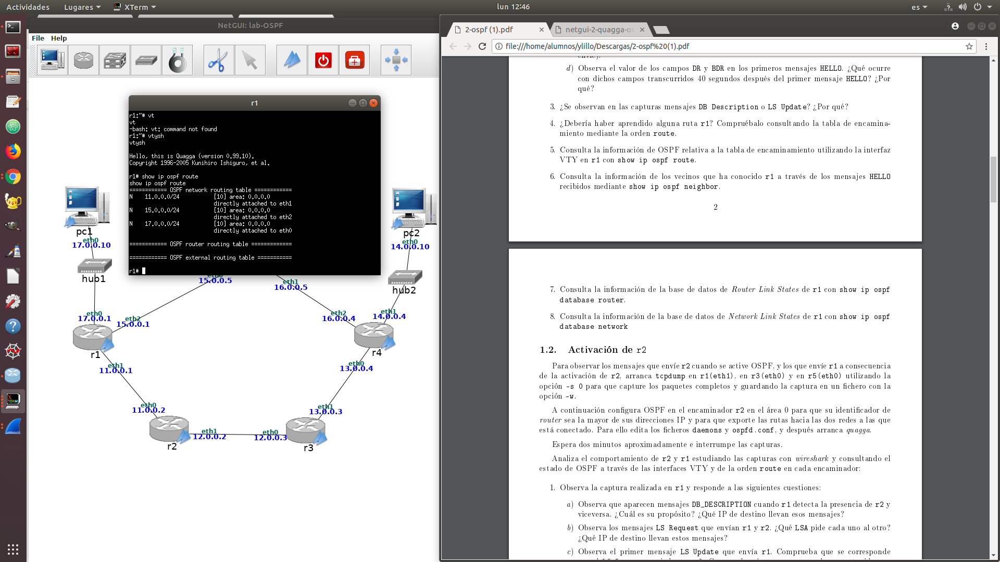 Actividades Lugares XTerm lun 12:46 es
NetGUI: lab-OSPF
File Help
r1
r1:~# vt
vt
-bash: vt: command not found
r1:~# vtysh
vtysh
Hello, this is Quagga (version 0.99.10).
Copyright 1996-2005 Kunihiro Ishiguro, et al.
r1# show ip ospf route
show ip ospf route
============ OSPF network routing table ============
N    11.0.0.0/24           [10] area: 0.0.0.0
directly attached to eth1
N    15.0.0.0/24           [10] area: 0.0.0.0
directly attached to eth2
N    17.0.0.0/24           [10] area: 0.0.0.0
directly attached to eth0
============ OSPF router routing table =============
============ OSPF external routing table ===========
r1#
pc1
eth0
17.0.0.10
hub1
pc2
eth0
14.0.0.10
hub2
eth0
15.0.0.5
eth1
16.0.0.5
eth0
17.0.0.1
eth2
15.0.0.1
r1
eth2
16.0.0.4
eth1
14.0.0.4
r4
eth1
11.0.0.1
eth0
13.0.0.4
eth0
11.0.0.2
eth1
13.0.0.3
eth1
12.0.0.2
eth0
12.0.0.3
r2
r3
2-ospf (1).pdf
netgui-2-quagga-os
file:///home/alumnos/ylillo/Descargas/2-ospf%20(1).pdf
envíe).
d) Observa el valor de los campos DR y BDR en los primeros mensajes HELLO. ¿Qué ocurre
con dichos campos transcurridos 40 segundos después del primer mensaje HELLO? ¿Por
qué?
3. ¿Se observan en las capturas mensajes DB Description o LS Update? ¿Por qué?
4. ¿Debería haber aprendido alguna ruta r1? Compruébalo consultando la tabla de encamina-
miento mediante la orden route.
5. Consulta la información de OSPF relativa a la tabla de encaminamiento utilizando la interfaz
VTY en r1 con show ip ospf route.
6. Consulta la información de los vecinos que ha conocido r1 a través de los mensajes HELLO
recibidos mediante show ip ospf neighbor.
2
7. Consulta la información de la base de datos de Router Link States de r1 con show ip ospf
database router.
8. Consulta la información de la base de datos de Network Link States de r1 con show ip ospf
database network
1.2. Activación de r2
Para observar los mensajes que envíe r2 cuando se active OSPF, y los que envíe r1 a consecuencia
de la activación de r2, arranca tcpdump en r1(eth1), en r3(eth0) y en r5(eth0) utilizando la
opción -s 0 para que capture los paquetes completos y guardando la captura en un fichero con la
opción -w.
A continuación configura OSPF en el encaminador r2 en el área 0 para que su identificador de
router sea la mayor de sus direcciones IP y para que exporte las rutas hacia las dos redes a las que
está conectado. Para ello edita los ficheros daemons y ospfd.conf, y después arranca quagga.
Espera dos minutos aproximadamente e interrumpe las capturas.
Analiza el comportamiento de r2 y r1 estudiando las capturas con wireshark y consultando el
estado de OSPF a través de las interfaces VTY y de la orden route en cada encaminador:
1. Observa la captura realizada en r1 y responde a las siguientes cuestiones:
a) Observa que aparecen mensajes DB_DESCRIPTION cuando r1 detecta la presencia de r2 y
viceversa. ¿Cuál es su propósito? ¿Qué IP de destino llevan esos mensajes?
b) Observa los mensajes LS Request que envían r1 y r2. ¿Qué LSA pide cada uno al otro?
¿Qué IP de destino llevan estos mensajes?
c) Observa el primer mensaje LS Update que envía r1. Comprueba que se corresponde